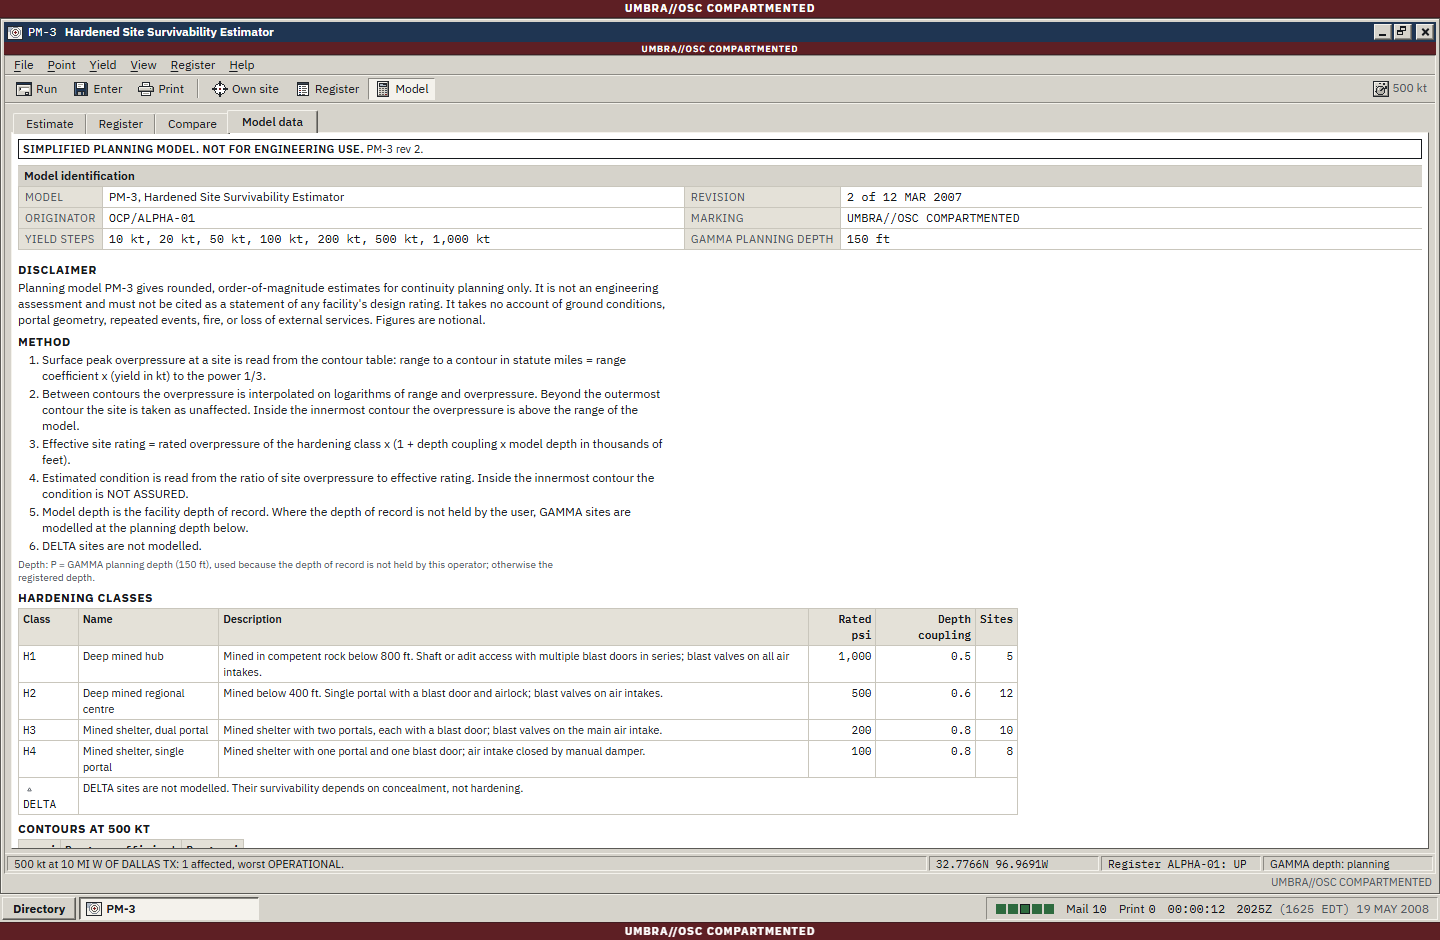 UMBRA//OSC COMPARTMENTED
PM-3 Hardened Site Survivability Estimator
UMBRA//OSC COMPARTMENTED
File Point Yield View Register Help
Run Enter Print Own site Register Model 500 kt
Estimate Register Compare Model data
SIMPLIFIED PLANNING MODEL. NOT FOR ENGINEERING USE. PM-3 rev 2.
Model identification
MODEL PM-3, Hardened Site Survivability Estimator REVISION 2 of 12 MAR 2007
ORIGINATOR OCP/ALPHA-01 MARKING UMBRA//OSC COMPARTMENTED
YIELD STEPS 10 kt, 20 kt, 50 kt, 100 kt, 200 kt, 500 kt, 1,000 kt GAMMA PLANNING DEPTH 150 ft
DISCLAIMER
Planning model PM-3 gives rounded, order-of-magnitude estimates for continuity planning only. It is not an engineering
assessment and must not be cited as a statement of any facility's design rating. It takes no account of ground conditions,
portal geometry, repeated events, fire, or loss of external services. Figures are notional.
METHOD
1. Surface peak overpressure at a site is read from the contour table: range to a contour in statute miles = range
coefficient x (yield in kt) to the power 1/3.
2. Between contours the overpressure is interpolated on logarithms of range and overpressure. Beyond the outermost
contour the site is taken as unaffected. Inside the innermost contour the overpressure is above the range of the
model.
3. Effective site rating = rated overpressure of the hardening class x (1 + depth coupling x model depth in thousands of
feet).
4. Estimated condition is read from the ratio of site overpressure to effective rating. Inside the innermost contour the
condition is NOT ASSURED.
5. Model depth is the facility depth of record. Where the depth of record is not held by the user, GAMMA sites are
modelled at the planning depth below.
6. DELTA sites are not modelled.
Depth: P = GAMMA planning depth (150 ft), used because the depth of record is not held by this operator; otherwise the
registered depth.
HARDENING CLASSES
Class Name Description Rated Depth Sites
psi coupling
H1 Deep mined hub Mined in competent rock below 800 ft. Shaft or adit access with multiple blast doors in series; blast valves on all air 1,000 0.5 5
intakes.
H2 Deep mined regional Mined below 400 ft. Single portal with a blast door and airlock; blast valves on air intakes. 500 0.6 12
centre
H3 Mined shelter, dual portal Mined shelter with two portals, each with a blast door; blast valves on the main air intake. 200 0.8 10
H4 Mined shelter, single Mined shelter with one portal and one blast door; air intake closed by manual damper. 100 0.8 8
portal
DELTA DELTA sites are not modelled. Their survivability depends on concealment, not hardening.
CONTOURS AT 500 KT
500 kt at 10 MI W OF DALLAS TX: 1 affected, worst OPERATIONAL. 32.7766N 96.9691W Register ALPHA-01: UP GAMMA depth: planning
UMBRA//OSC COMPARTMENTED
Directory PM-3 Mail 10 Print 0 00:00:12 2025Z (1625 EDT) 19 MAY 2008
UMBRA//OSC COMPARTMENTED